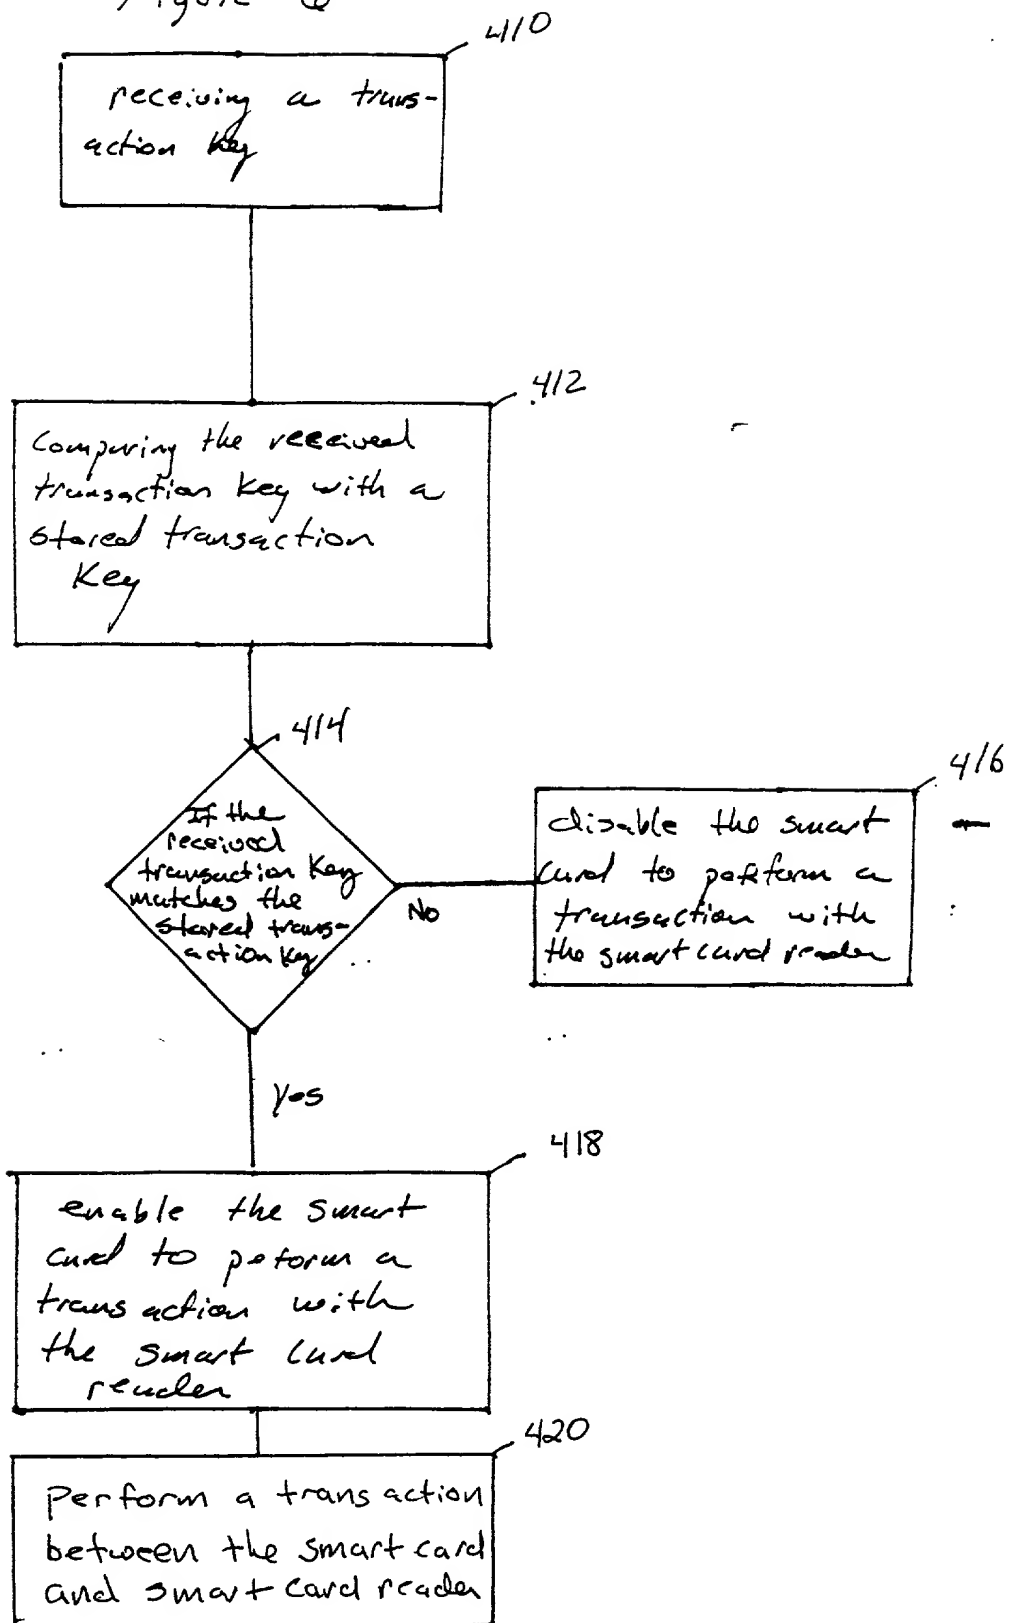 Figure 6
410
receiving a trans-
action key
412
Comparing the received
transaction key with a
stored transaction
Key
414
If the
received
transaction key
matches the
stored trans-
action key
No
416
disable the smart
card to perform a
transaction with
the smart card reader
Yes
418
enable the smart
card to peform a
transaction with
the smart card
reader
420
Perform a transaction
between the smart card
and smart card reader